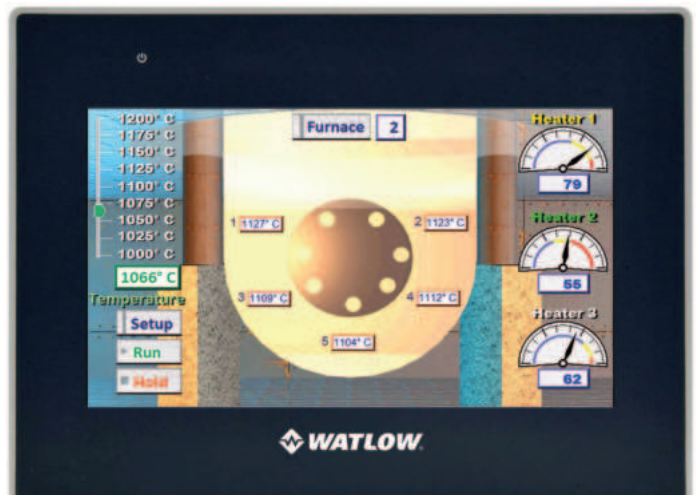 1200° C
1175° C
1150° C
1125° C
1100° C
1075° C
1050° C
1025° C
1000° C
1066° C
Temperature
Setup
Run
Hold
Furnace 2
1 1127° C
2 1123° C
3 1109° C
4 1112° C
5 1104° C
Heater 1
79
Heater 2
55
Heater 3
62
WATLOW